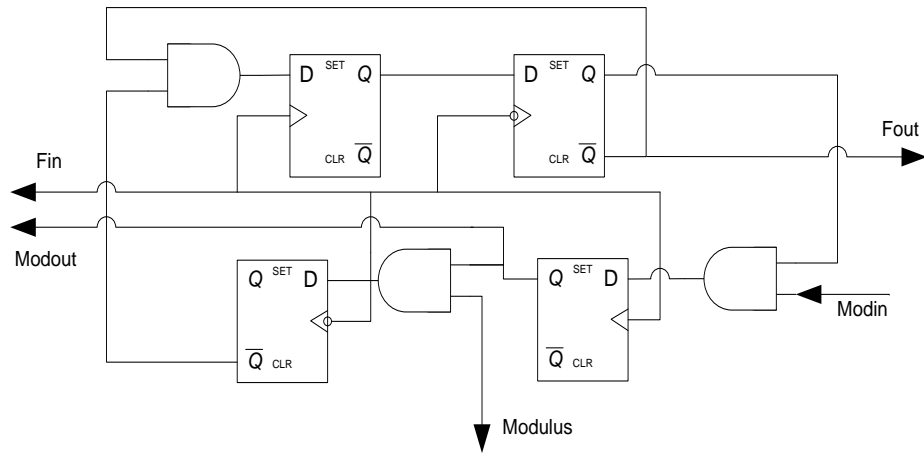 SET
D Q
CLR Q̅
SET
D Q
CLR Q̅
Fout
Fin
Modout
Q SET D
Q̅ CLR
Q SET D
Q̅ CLR
Modin
Modulus